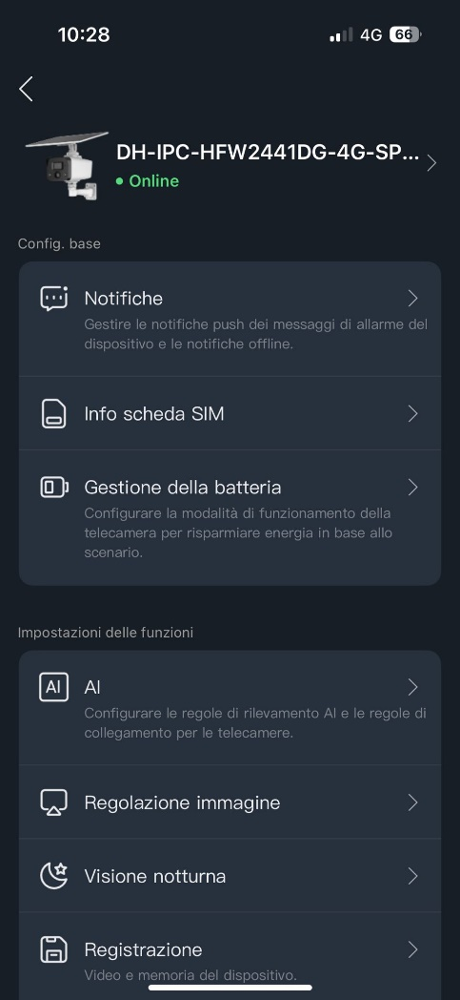 10:28
4G
66
DH-IPC-HFW2441DG-4G-SP...
Online
Config. base
Notifiche
Gestire le notifiche push dei messaggi di allarme del
dispositivo e le notifiche offline.
Info scheda SIM
Gestione della batteria
Configurare la modalità di funzionamento della
telecamera per risparmiare energia in base allo
scenario.
Impostazioni delle funzioni
AI
AI
Configurare le regole di rilevamento AI e le regole di
collegamento per le telecamere.
Regolazione immagine
Visione notturna
Registrazione
Video e memoria del dispositivo.